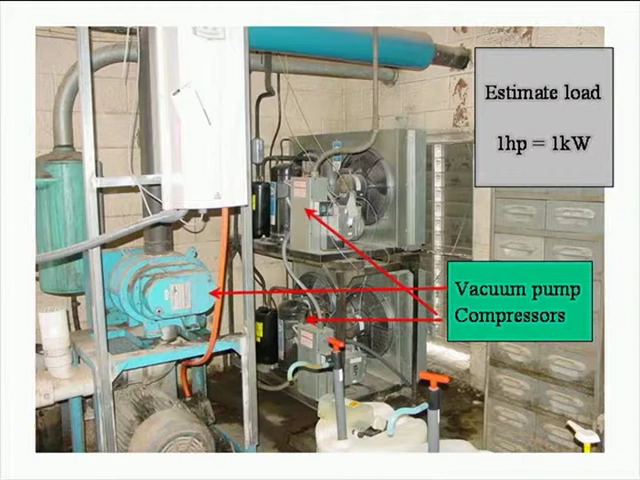 Estimate load
1hp = 1kW
Vacuum pump
Compressors